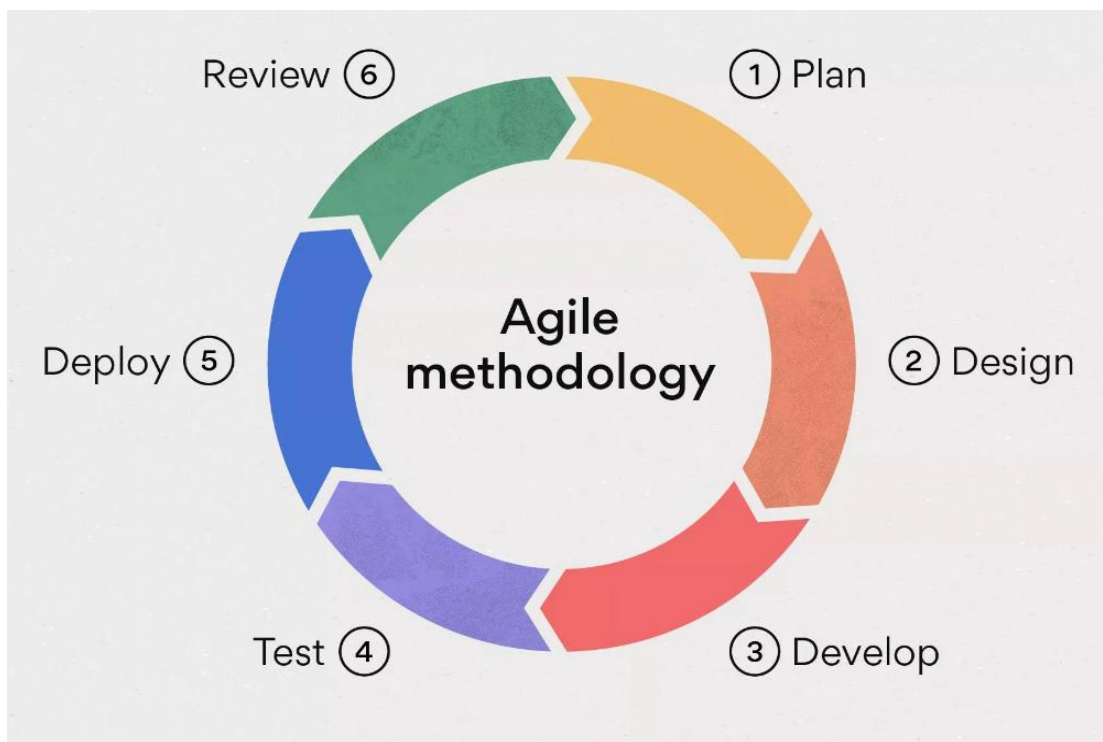 Review 6
1 Plan
Agile
methodology
Deploy 5
2 Design
Test 4
3 Develop